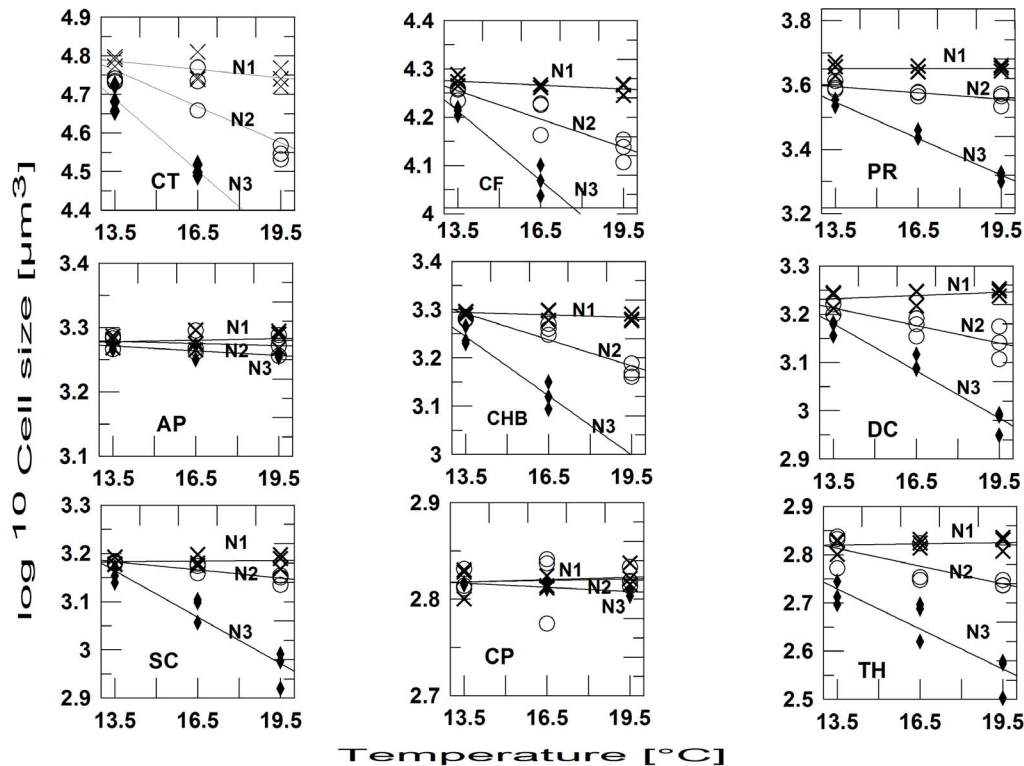 log 10 Cell size [µm³]
4.9
4.8
4.7
4.6
4.5
4.4
N1
N2
N3
CT
13.5 16.5 19.5
4.4
4.3
4.2
4.1
4
N1
N2
N3
CF
13.5 16.5 19.5
3.8
3.6
3.4
3.2
N1
N2
N3
PR
13.5 16.5 19.5
3.4
3.3
3.2
3.1
N1
N2
N3
AP
13.5 16.5 19.5
3.4
3.3
3.2
3.1
3
N1
N2
N3
CHB
13.5 16.5 19.5
3.3
3.2
3.1
3
2.9
N1
N2
N3
DC
13.5 16.5 19.5
3.3
3.2
3.1
3
2.9
N1
N2
N3
SC
13.5 16.5 19.5
2.9
2.8
2.7
N1
N2
N3
CP
13.5 16.5 19.5
2.9
2.8
2.7
2.6
2.5
N1
N2
N3
TH
13.5 16.5 19.5
Temperature [°C]